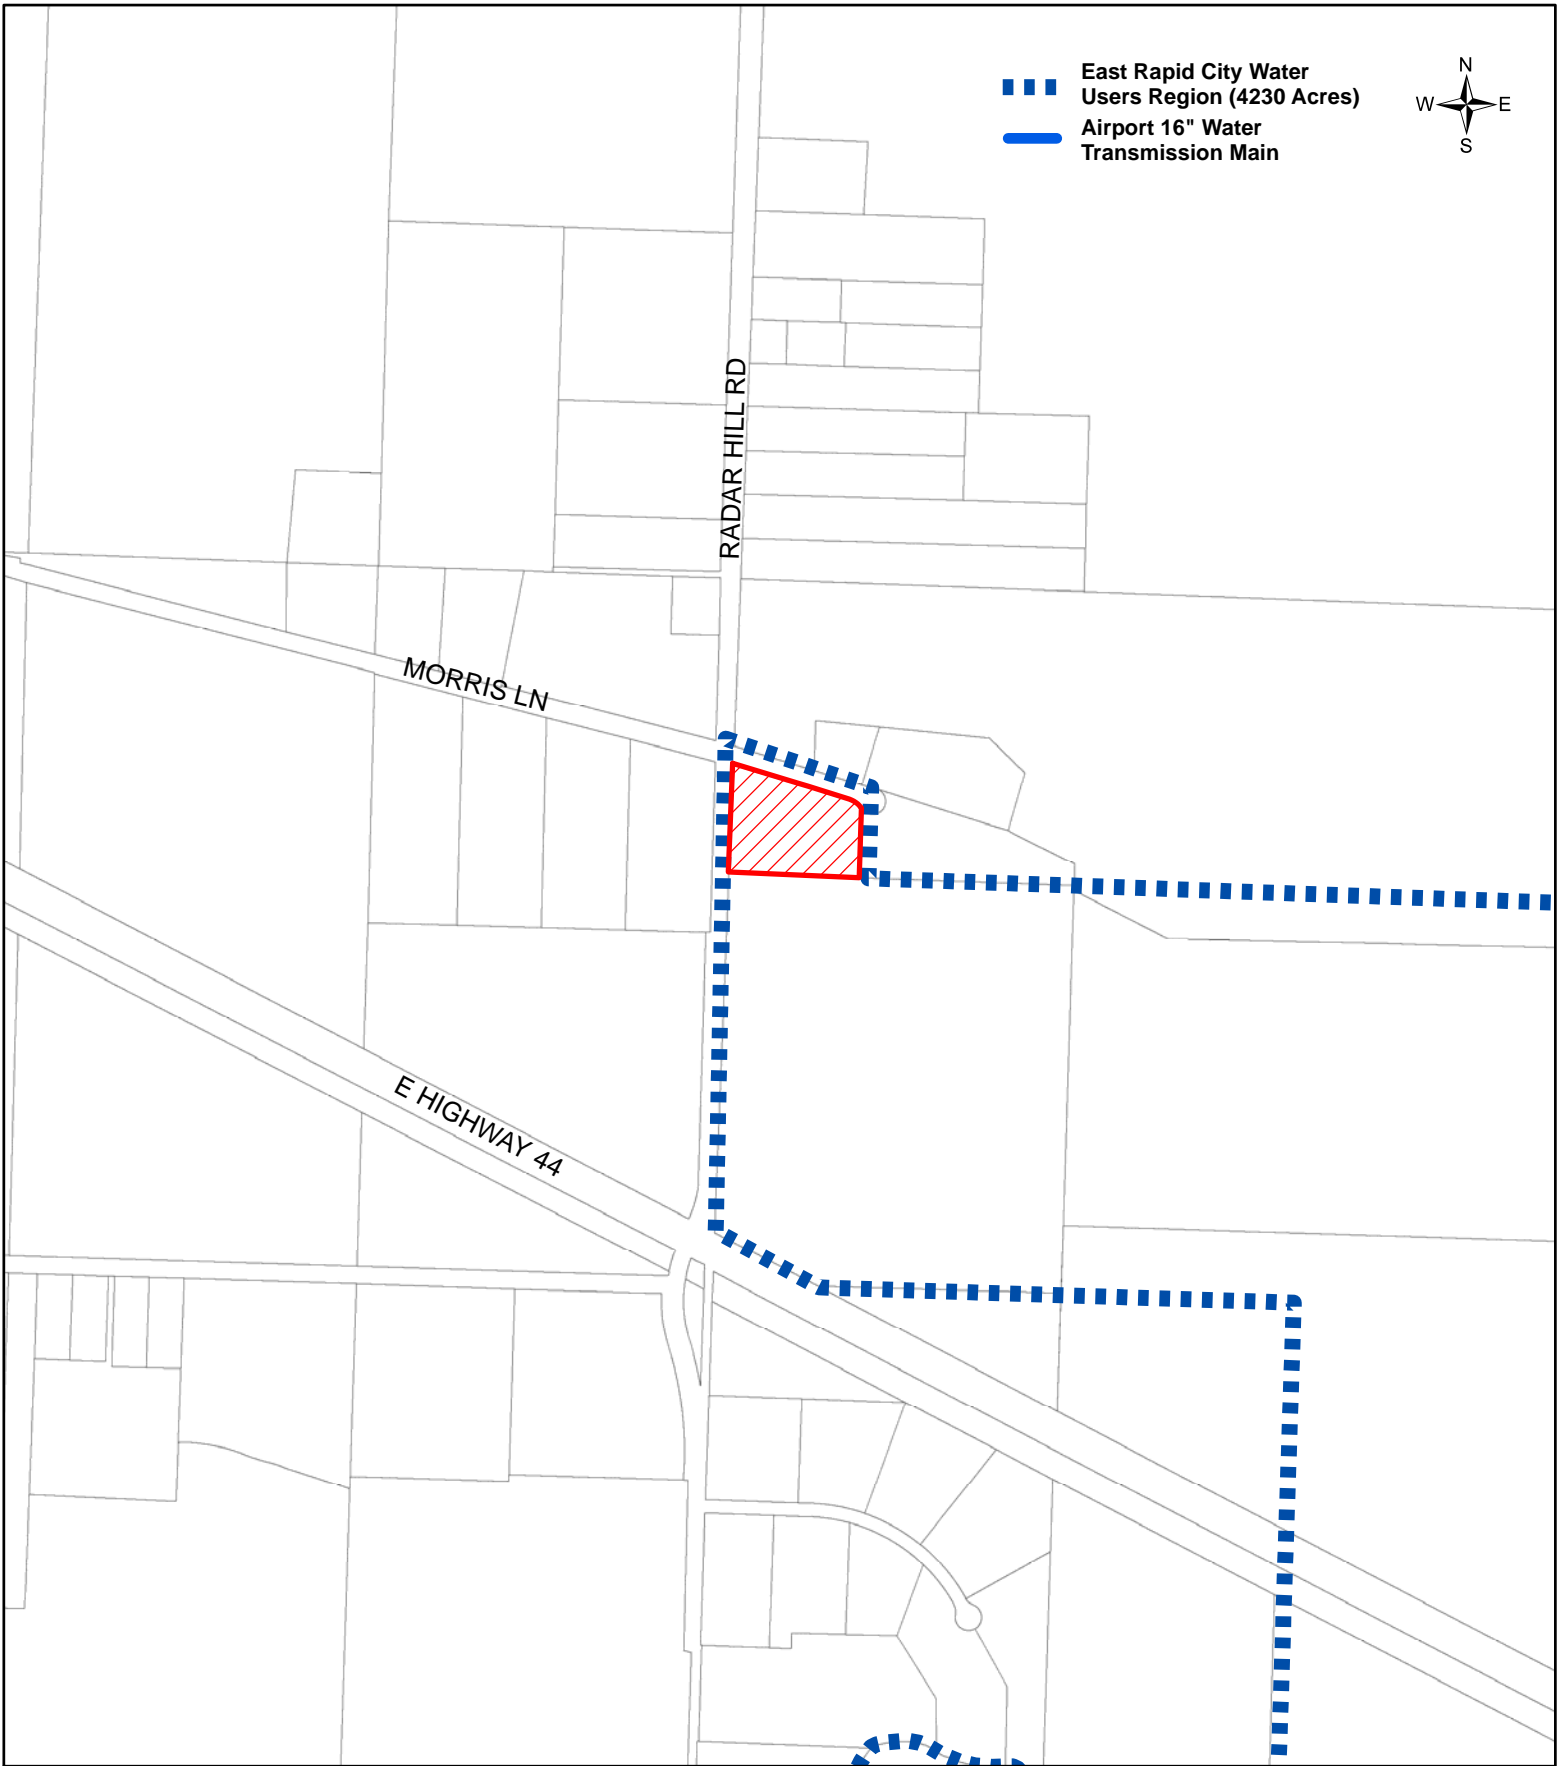 East Rapid City Water
Users Region (4230 Acres)
Airport 16" Water
Transmission Main
N
W E
S
RADAR HILL RD
MORRIS LN
E HIGHWAY 44